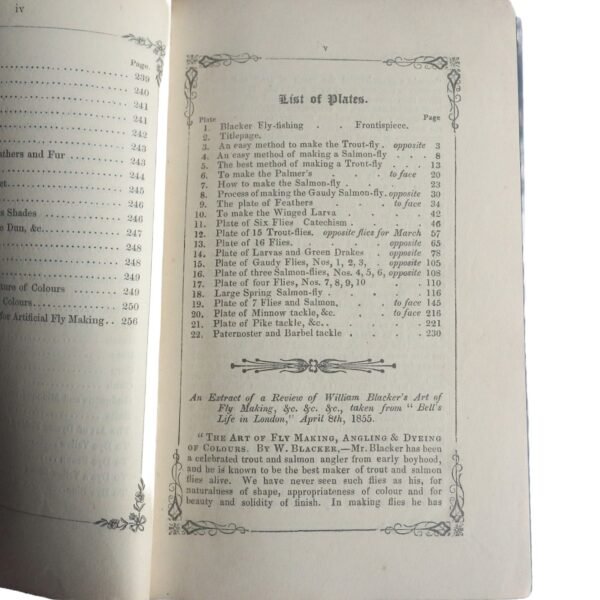 iv
Page.
239
240
241
241
242
243
thers and Fur 244
et. 245
246
s Shades 246
e Dun, &c. 247
248
248
249
ture of Colours 249
Colours. 250
for Artificial Fly Making 256
v
List of Plates.
Plate Page
1. Blacker Fly-fishing . . Frontispiece.
2. Titlepage.
3. An easy method to make the Trout-fly. opposite 3
4. An easy method of making a Salmon-fly . . 8
5. The best method of making a Trout-fly . . 13
6. To make the Palmer's . . to face 20
7. How to make the Salmon-fly . . . 23
8. Process of making the Gaudy Salmon-fly. opposite 30
9. The plate of Feathers . . to face 34
10. To make the Winged Larva . . . 42
11. Plate of Six Flies Catechism . . . 46
12. Plate of 15 Trout-flies. opposite flies for March 57
13. Plate of 16 Flies. . . . opposite 65
14. Plate of Larvas and Green Drakes . opposite 78
15. Plate of Gaudy Flies, Nos, 1, 2, 3. . opposite 105
16. Plate of three Salmon-flies, Nos. 4, 5, 6, opposite 108
17. Plate of four Flies, Nos. 7, 8, 9, 10 . . 110
18. Large Spring Salmon-fly . . . . 116
19. Plate of 7 Flies and Salmon, . . to face 145
20. Plate of Minnow tackle, &c. . to face 216
21. Plate of Pike tackle, &c. . . . . 221
22. Paternoster and Barbel tackle . . . 230
An Extract of a Review of William Blacker's Art of
Fly Making, &c. &c. &c., taken from "Bell's
Life in London," April 8th, 1855.
"THE ART OF FLY MAKING, ANGLING & DYEING
OF COLOURS. BY W. BLACKER,—Mr. Blacker has been
a celebrated trout and salmon angler from early boyhood,
and he is known to be the best maker of trout and salmon
flies alive. We have never seen such flies as his, for
naturalness of shape, appropriateness of colour and for
beauty and solidity of finish. In making flies he has